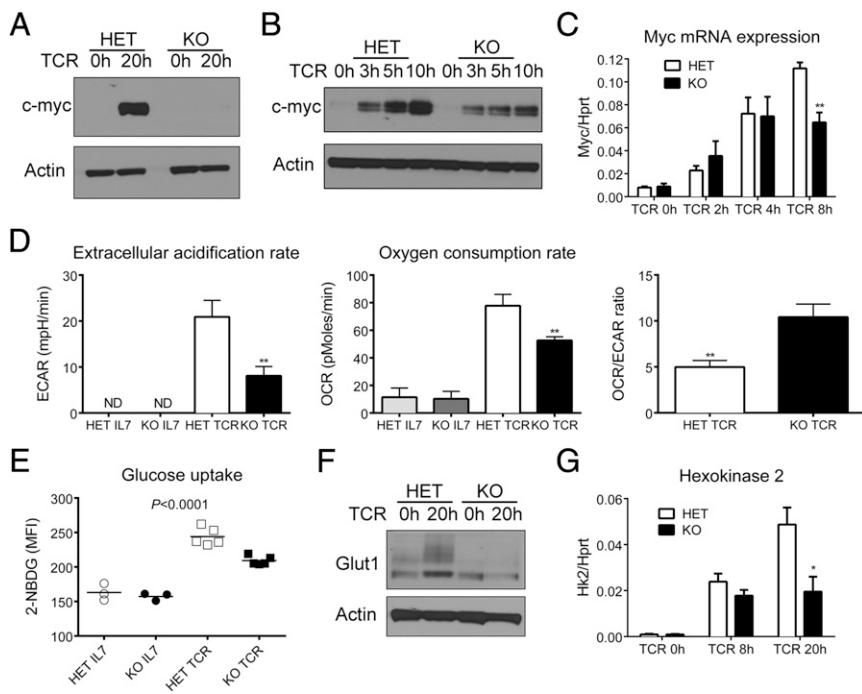 A
HET KO
TCR 0h 20h 0h 20h
c-myc
Actin
B
HET KO
TCR 0h 3h 5h 10h 0h 3h 5h 10h
c-myc
Actin
C
Myc mRNA expression
HET
KO
Myc/Hprt
0.12
0.10
0.08
0.06
0.04
0.02
0.00
**
TCR 0h TCR 2h TCR 4h TCR 8h
D
Extracellular acidification rate
ECAR (mpH/min)
30
20
10
0
ND ND **
HET IL7 KO IL7 HET TCR KO TCR
Oxygen consumption rate
OCR (pMoles/min)
100
80
60
40
20
0
**
HET IL7 KO IL7 HET TCR KO TCR
OCR/ECAR ratio
15
10
5
0
**
HET TCR KO TCR
E
Glucose uptake
P<0.0001
2-NBDG (MFI)
300
250
200
150
100
HET IL7 KO IL7 HET TCR KO TCR
F
HET KO
TCR 0h 20h 0h 20h
Glut1
Actin
G
Hexokinase 2
HET
KO
Hk2/Hprt
0.06
0.04
0.02
0.00
*
TCR 0h TCR 8h TCR 20h